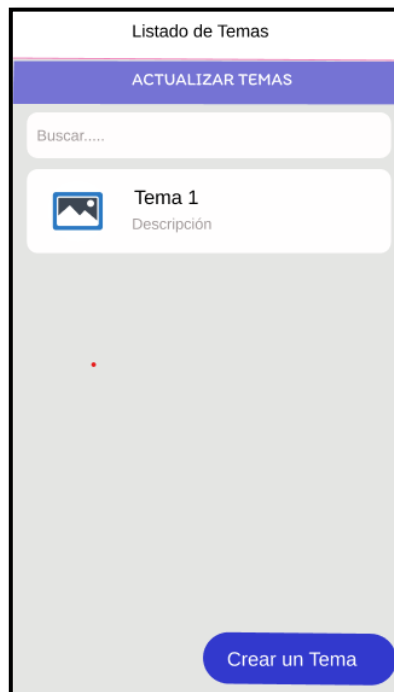 Listado de Temas
ACTUALIZAR TEMAS
Buscar.....
Tema 1
Descripción
Crear un Tema